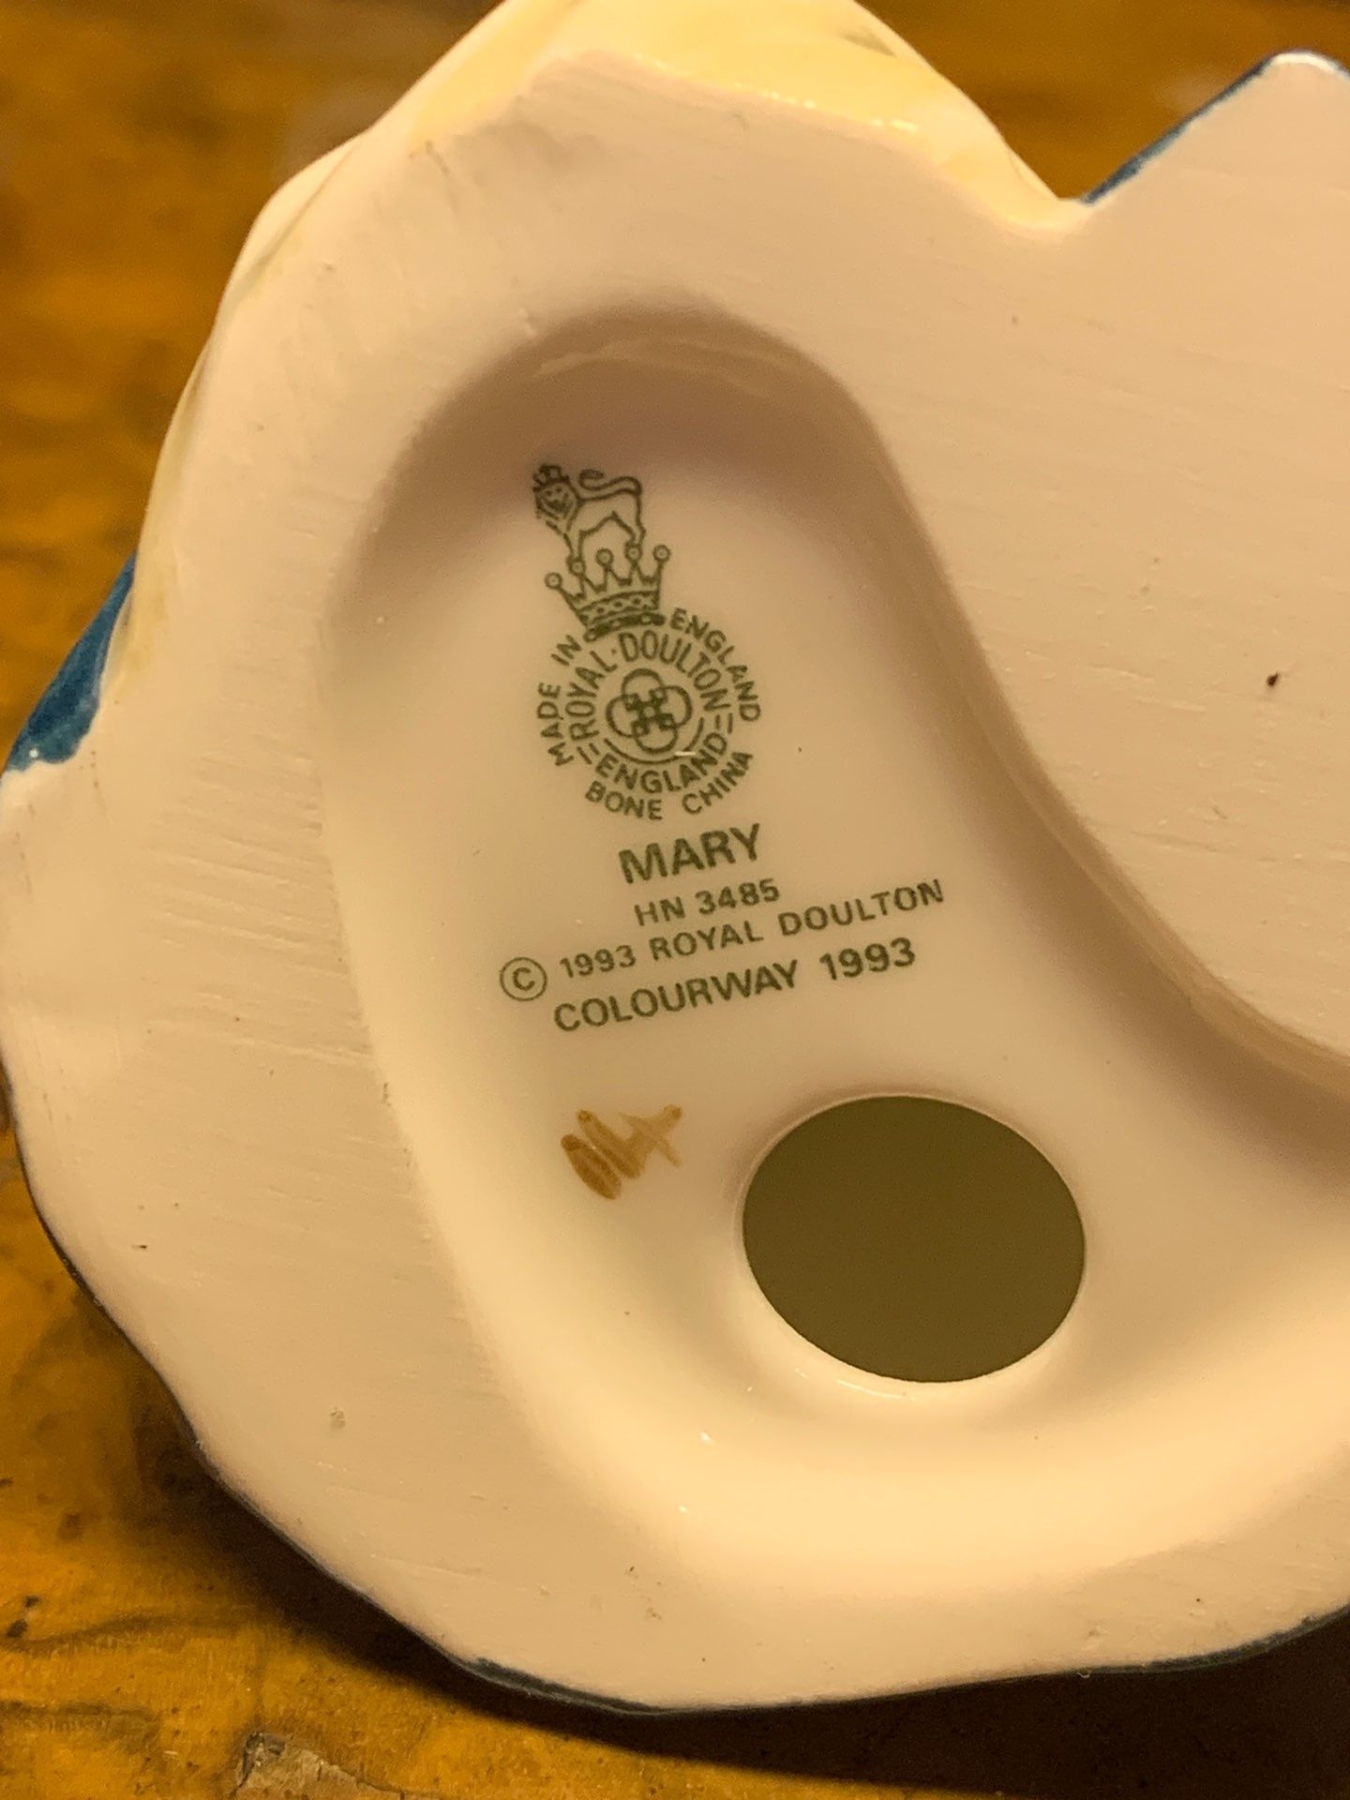 MADE IN ENGLAND
ROYAL·DOULTON
ENGLAND
BONE CHINA
MARY
HN 3485
© 1993 ROYAL DOULTON
COLOURWAY 1993